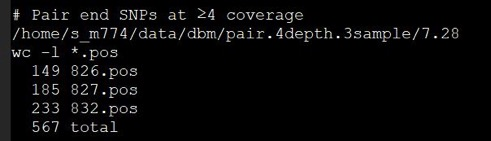 # Pair end SNPs at ≥4 coverage
/home/s_m774/data/dbm/pair.4depth.3sample/7.28
wc -l *.pos
149 826.pos
185 827.pos
233 832.pos
567 total